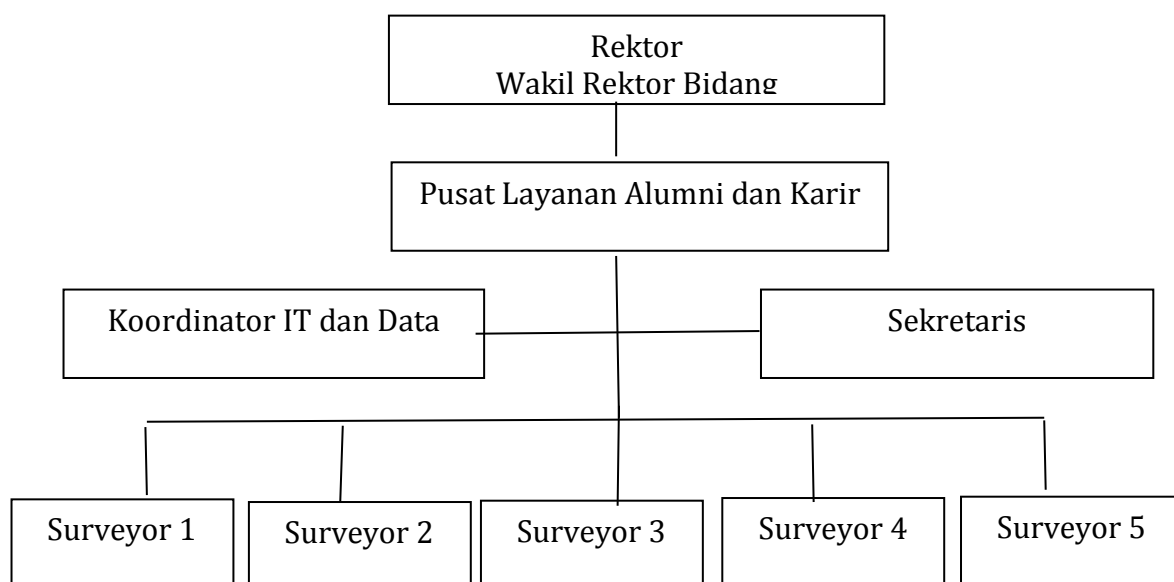 Rektor
Wakil Rektor Bidang
Pusat Layanan Alumni dan Karir
Koordinator IT dan Data
Sekretaris
Surveyor 1
Surveyor 2
Surveyor 3
Surveyor 4
Surveyor 5